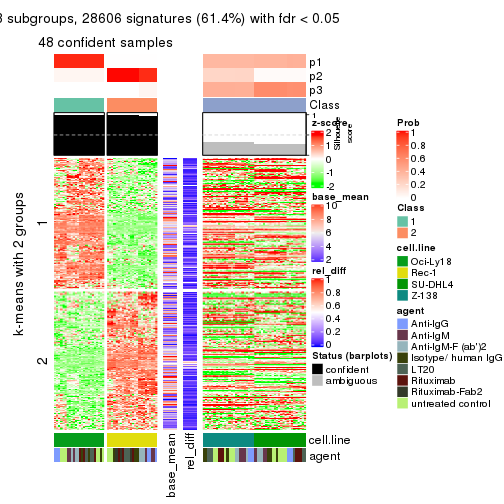 3 subgroups, 28606 signatures (61.4%) with fdr < 0.05
48 confident samples
p1
p2
p3
Class
1
Silhouette score
k-means with 2 groups
1
2
z-score
2
1
0
-1
-2
base_mean
10
8
6
4
2
rel_diff
1
0.8
0.6
0.4
0.2
0
Status (barplots)
confident
ambiguous
cell.line
agent
base_mean
rel_diff
Prob
1
0.8
0.6
0.4
0.2
0
Class
1
2
cell.line
Oci-Ly18
Rec-1
SU-DHL4
Z-138
agent
Anti-IgG
Anti-IgM
Anti-IgM-F (ab')2
Isotype/ human IgG
LT20
Rituximab
Rituximab-Fab2
untreated control